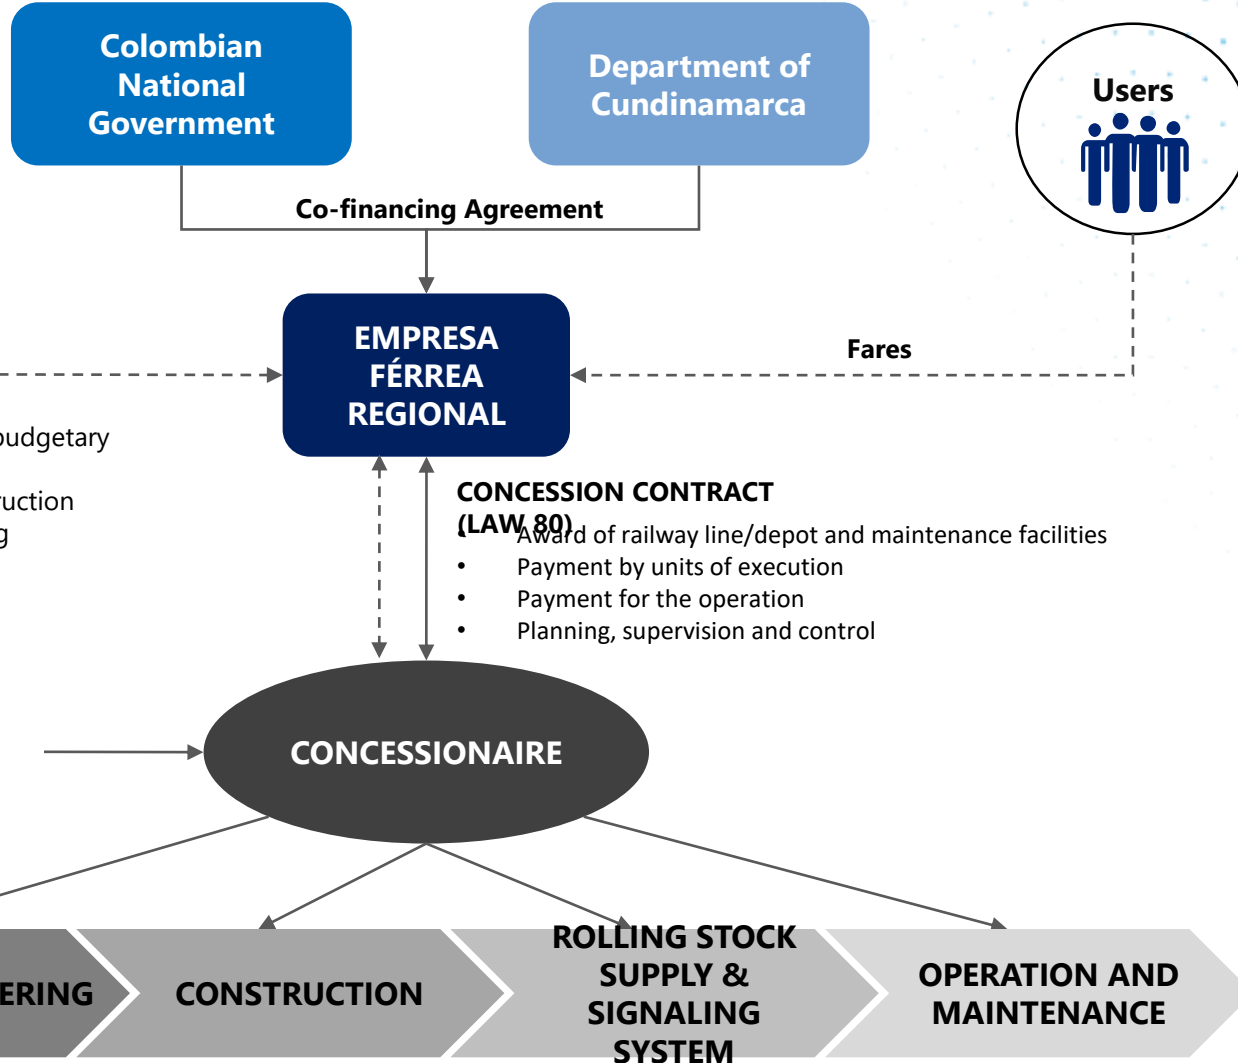 Colombian
National
Government
Department of
Cundinamarca
Users
Co-financing Agreement
EMPRESA
FÉRREA
REGIONAL
Fares
budgetary
ruction
g
CONCESSION CONTRACT
(LAW 80)
• Award of railway line/depot and maintenance facilities
• Payment by units of execution
• Payment for the operation
• Planning, supervision and control
CONCESSIONAIRE
ERING
CONSTRUCTION
ROLLING STOCK
SUPPLY &
SIGNALING
SYSTEM
OPERATION AND
MAINTENANCE